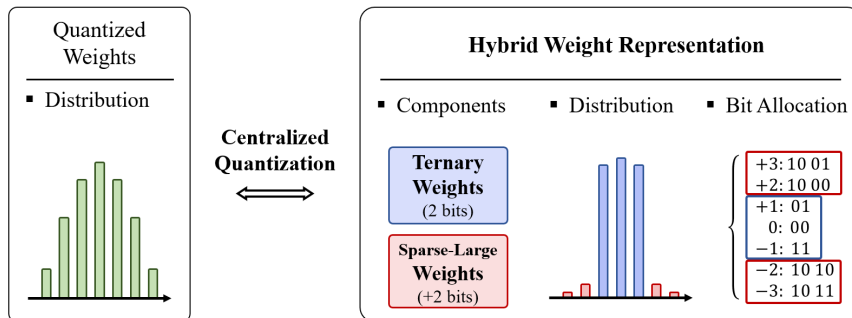 Quantized
Weights
▪ Distribution
Centralized
Quantization
Hybrid Weight Representation
▪ Components
▪ Distribution
▪ Bit Allocation
Ternary
Weights
(2 bits)
Sparse-Large
Weights
(+2 bits)
+3: 10 01
+2: 10 00
+1: 01
0: 00
−1: 11
−2: 10 10
−3: 10 11